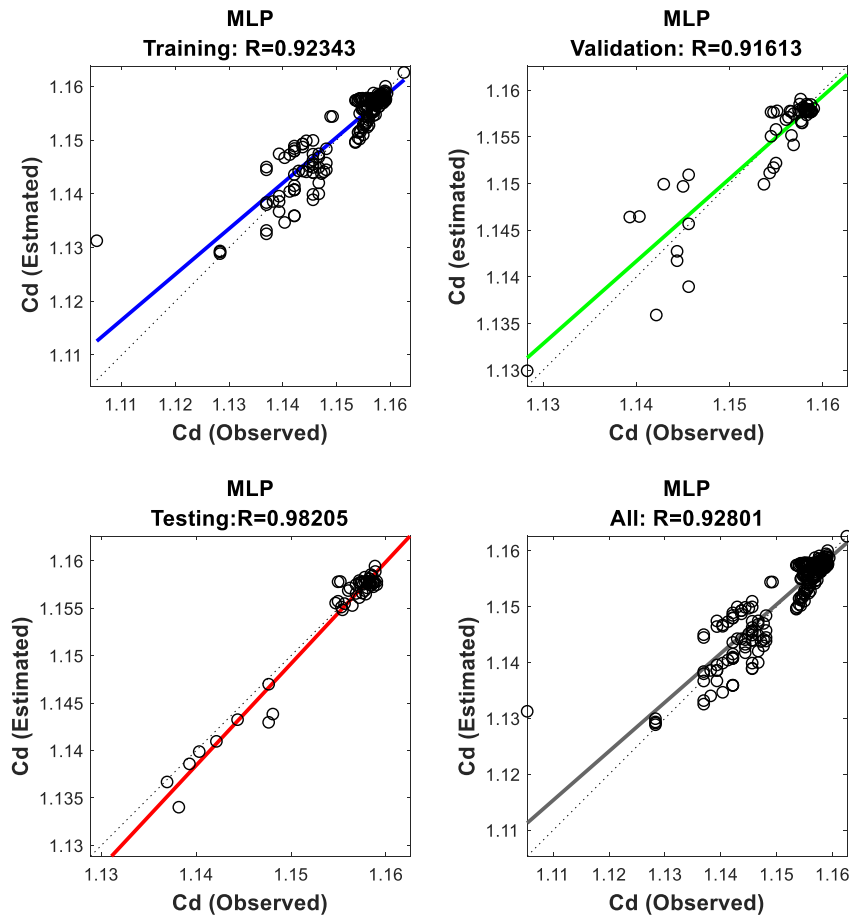 MLP
Training: R=0.92343
1.16
1.15
1.14
1.13
1.12
1.11
Cd (Estmated)
1.11 1.12 1.13 1.14 1.15 1.16
Cd (Observed)
MLP
Validation: R=0.91613
1.16
1.155
1.15
1.145
1.14
1.135
1.13
Cd (estimated)
1.13 1.14 1.15 1.16
Cd (Observed)
MLP
Testing:R=0.98205
1.16
1.155
1.15
1.145
1.14
1.135
1.13
Cd (Estimated)
1.13 1.14 1.15 1.16
Cd (Observed)
MLP
All: R=0.92801
1.16
1.15
1.14
1.13
1.12
1.11
Cd (Estimated)
1.11 1.12 1.13 1.14 1.15 1.16
Cd (Observed)